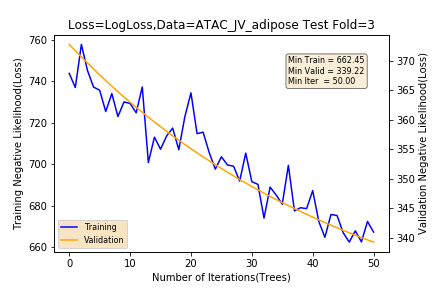 Loss=LogLoss,Data=ATAC_JV_adipose Test Fold=3
760
740
720
700
680
660
Training Negative Likelihood(Loss)
Min Train = 662.45
Min Valid = 339.22
Min Iter = 50.00
370
365
360
355
350
345
340
Validation Negative Likelihood(Loss)
Training
Validation
0
10
20
30
40
50
Number of Iterations(Trees)